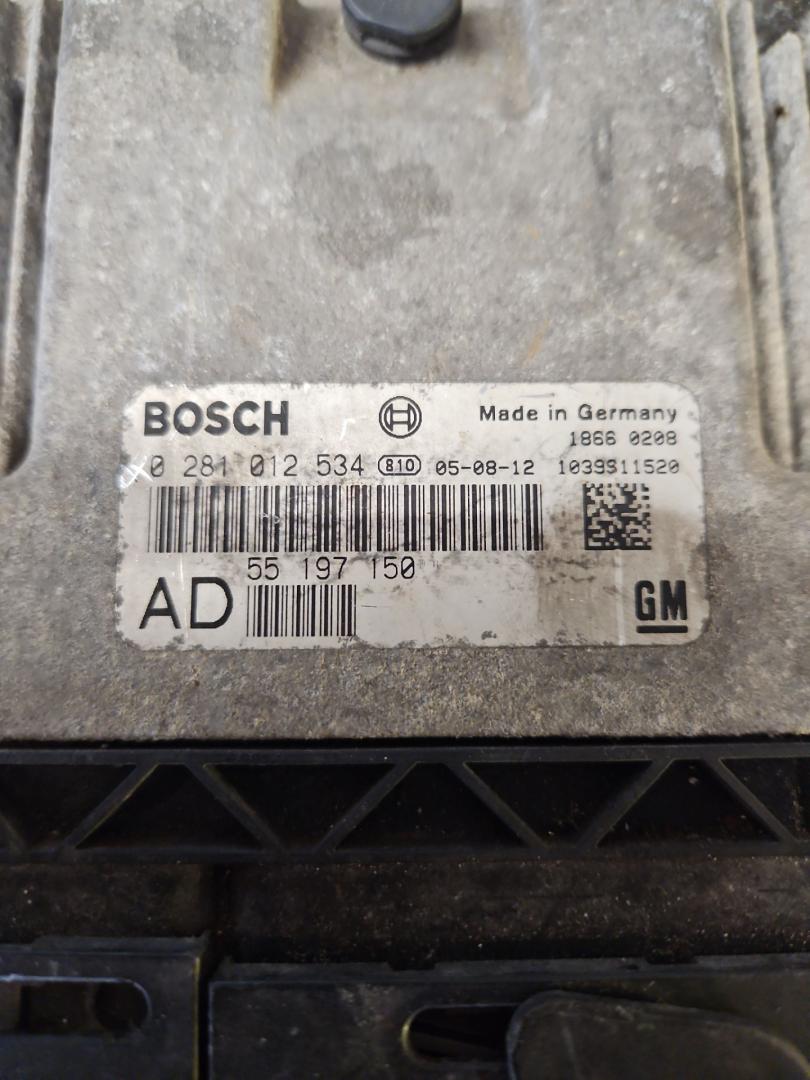 BOSCH
Made in Germany
1866 0208
0 281 012 534 810 05-08-12 1039S11520
55 197 150
AD
GM